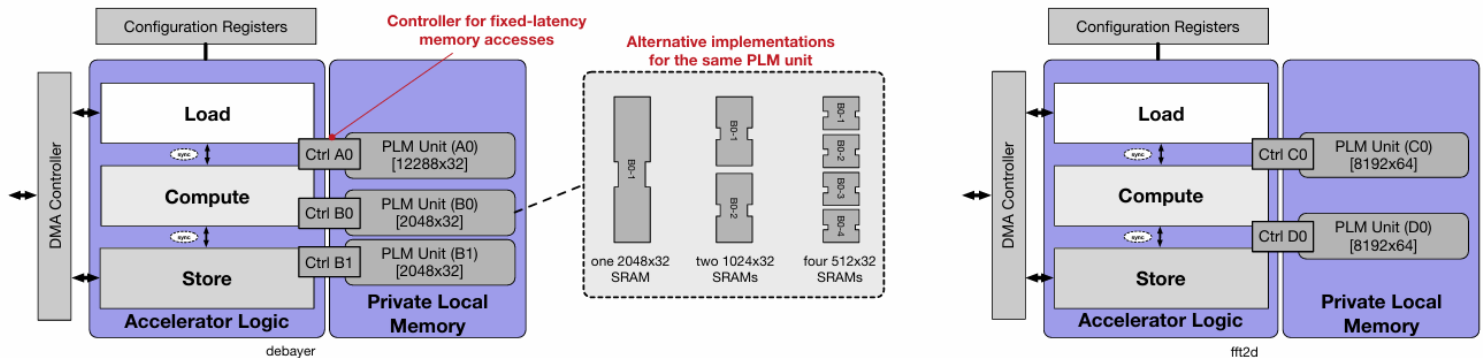 Configuration Registers
Controller for fixed-latency
memory accesses
DMA Controller
Load
sync
Compute
sync
Store
Accelerator Logic
Ctrl A0
PLM Unit (A0)
[12288x32]
Ctrl B0
PLM Unit (B0)
[2048x32]
Ctrl B1
PLM Unit (B1)
[2048x32]
Private Local
Memory
debayer
Alternative implementations
for the same PLM unit
B0-1
one 2048x32
SRAM
B0-1
B0-2
two 1024x32
SRAMs
B0-1
B0-2
B0-3
B0-4
four 512x32
SRAMs
Configuration Registers
DMA Controller
Load
sync
Compute
sync
Store
Accelerator Logic
Ctrl C0
PLM Unit (C0)
[8192x64]
Ctrl D0
PLM Unit (D0)
[8192x64]
Private Local
Memory
fft2d